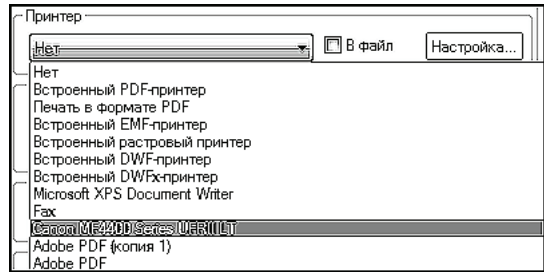 Принтер
Нет
В файл
Настройка...
Нет
Встроенный PDF-принтер
Печать в формате PDF
Встроенный EMF-принтер
Встроенный растровый принтер
Встроенный DWF-принтер
Встроенный DWFx-принтер
Microsoft XPS Document Writer
Fax
Canon MF4400 Series UFRII LT
Adobe PDF (копия 1)
Adobe PDF